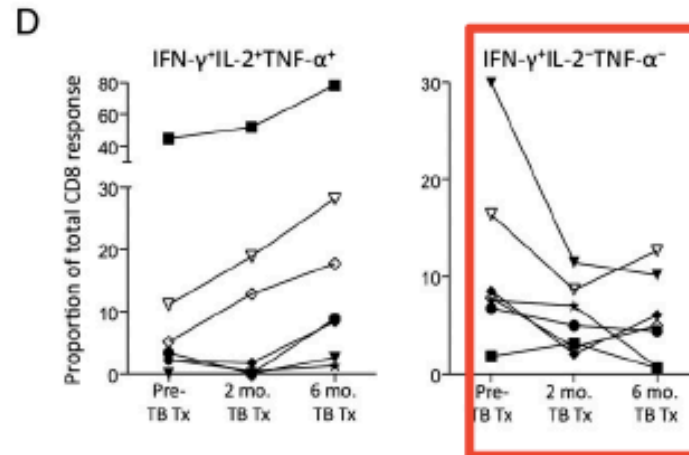 D
IFN-γ⁺IL-2⁺TNF-α⁺
Proportion of total CD8 response
80
60
40
30
20
10
0
Pre-
TB Tx
2 mo.
TB Tx
6 mo.
TB Tx
IFN-γ⁺IL-2⁻TNF-α⁻
30
20
10
0
Pre-
TB Tx
2 mo.
TB Tx
6 mo.
TB Tx